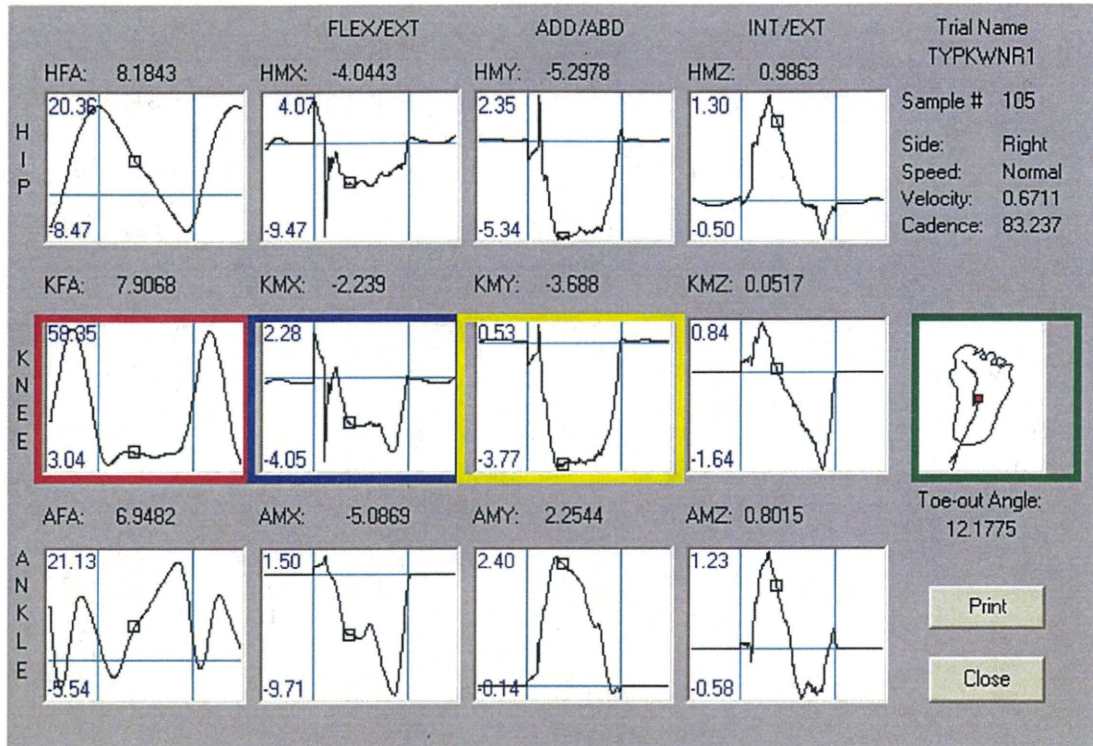 FLEX/EXT ADD/ABD INT/EXT Trial Name
TYPKWNR1
HFA: 8.1843 HMX: -4.0443 HMY: -5.2978 HMZ: 0.9863
Sample # 105
Side: Right
Speed: Normal
Velocity: 0.6711
Cadence: 83.237
HIP
20.36 4.07 2.35 1.30
-8.47 -9.47 -5.34 -0.50
KFA: 7.9068 KMX: -2.239 KMY: -3.688 KMZ: 0.0517
KNEE
58.35 2.28 0.53 0.84
3.04 -4.05 -3.77 -1.64
Toe-out Angle:
12.1775
AFA: 6.9482 AMX: -5.0869 AMY: 2.2544 AMZ: 0.8015
ANKLE
21.13 1.50 2.40 1.23
-9.71 -0.14 -0.58
Print
Close